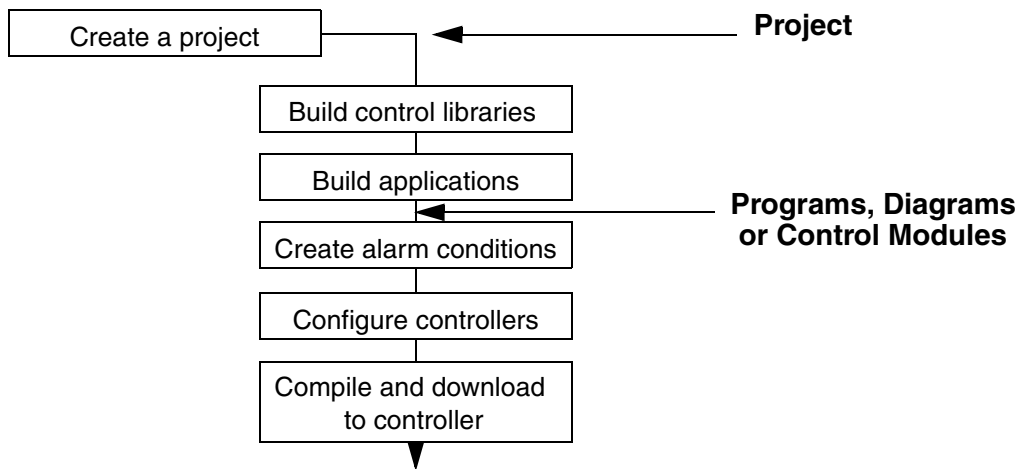 Create a project
Project
Build control libraries
Build applications
Programs, Diagrams
or Control Modules
Create alarm conditions
Configure controllers
Compile and download
to controller